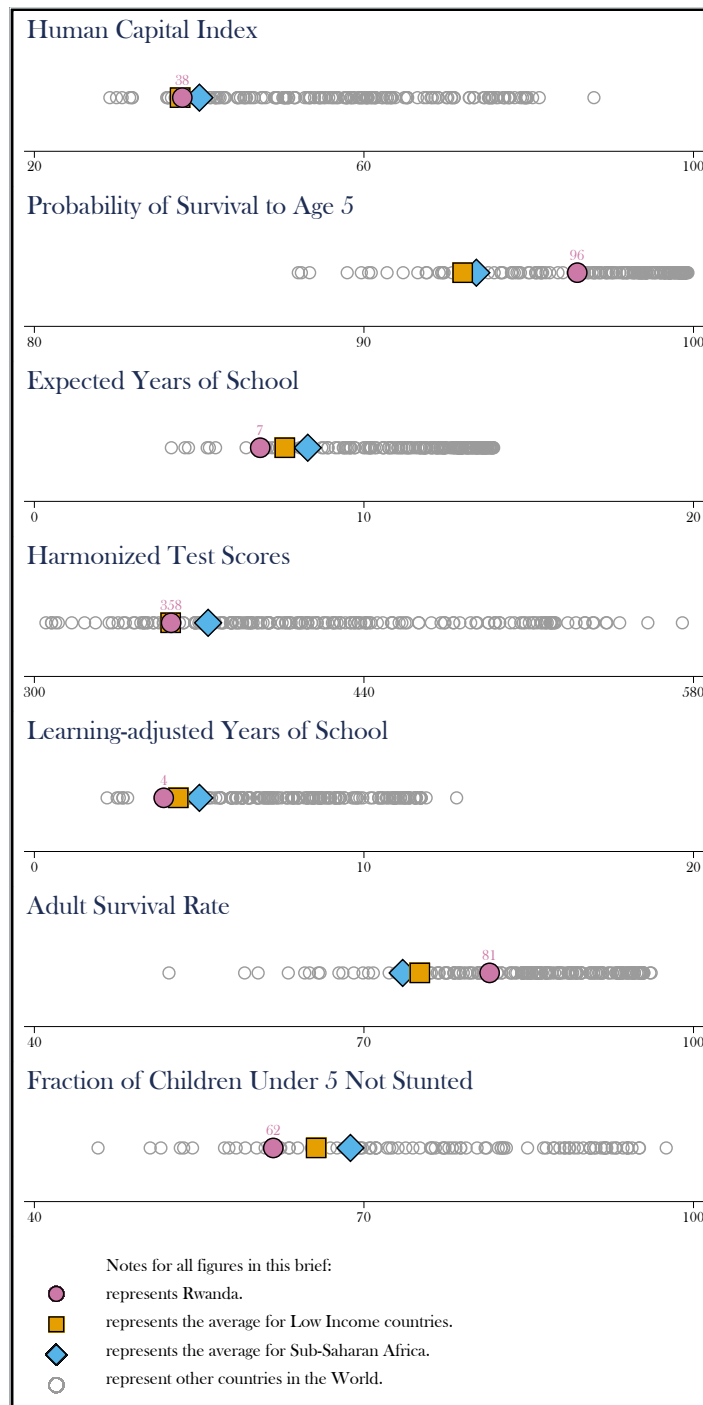 Human Capital Index
38
20 60 100
Probability of Survival to Age 5
96
80 90 100
Expected Years of School
7
0 10 20
Harmonized Test Scores
358
300 440 580
Learning-adjusted Years of School
4
0 10 20
Adult Survival Rate
81
40 70 100
Fraction of Children Under 5 Not Stunted
62
40 70 100
Notes for all figures in this brief:
represents Rwanda.
represents the average for Low Income countries.
represents the average for Sub-Saharan Africa.
represent other countries in the World.